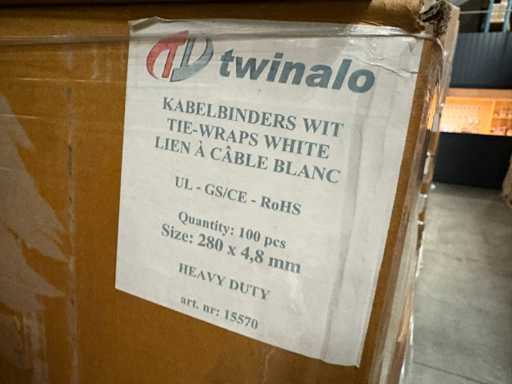 twinalo
KABELBINDERS WIT
TIE-WRAPS WHITE
LIEN À CÂBLE BLANC
UL - GS/CE - RoHS
Quantity: 100 pcs
Size: 280 x 4,8 mm
HEAVY DUTY
art. nr: 15570